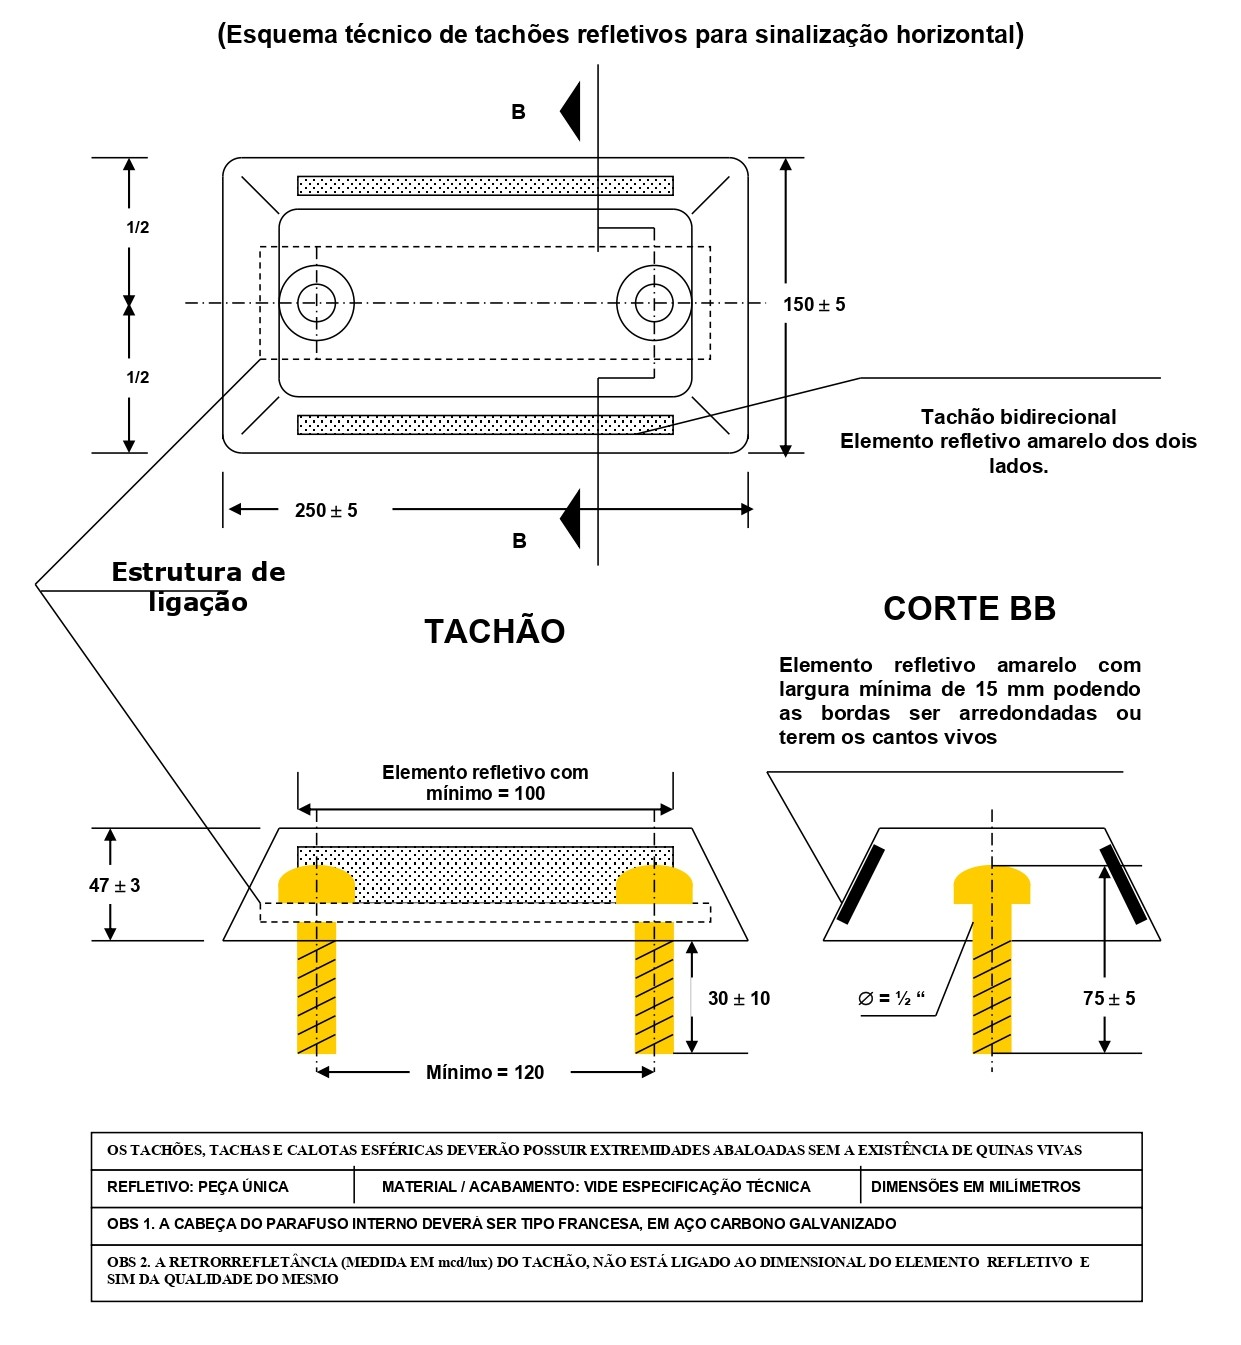 (Esquema técnico de tachões refletivos para sinalização horizontal)
B
1/2
150 ± 5
1/2
Tachão bidirecional
Elemento refletivo amarelo dos dois
lados.
250 ± 5
B
Estrutura de
ligação
TACHÃO
CORTE BB
Elemento refletivo amarelo com
largura mínima de 15 mm podendo
as bordas ser arredondadas ou
terem os cantos vivos
Elemento refletivo com
mínimo = 100
47 ± 3
30 ± 10
∅ = ½ “
75 ± 5
Mínimo = 120
OS TACHÕES, TACHAS E CALOTAS ESFÉRICAS DEVERÃO POSSUIR EXTREMIDADES ABALOADAS SEM A EXISTÊNCIA DE QUINAS VIVAS
REFLETIVO: PEÇA ÚNICA
MATERIAL / ACABAMENTO: VIDE ESPECIFICAÇÃO TÉCNICA
DIMENSÕES EM MILÍMETROS
OBS 1. A CABEÇA DO PARAFUSO INTERNO DEVERÁ SER TIPO FRANCESA, EM AÇO CARBONO GALVANIZADO
OBS 2. A RETRORREFLETÂNCIA (MEDIDA EM mcd/lux) DO TACHÃO, NÃO ESTÁ LIGADO AO DIMENSIONAL DO ELEMENTO REFLETIVO E
SIM DA QUALIDADE DO MESMO